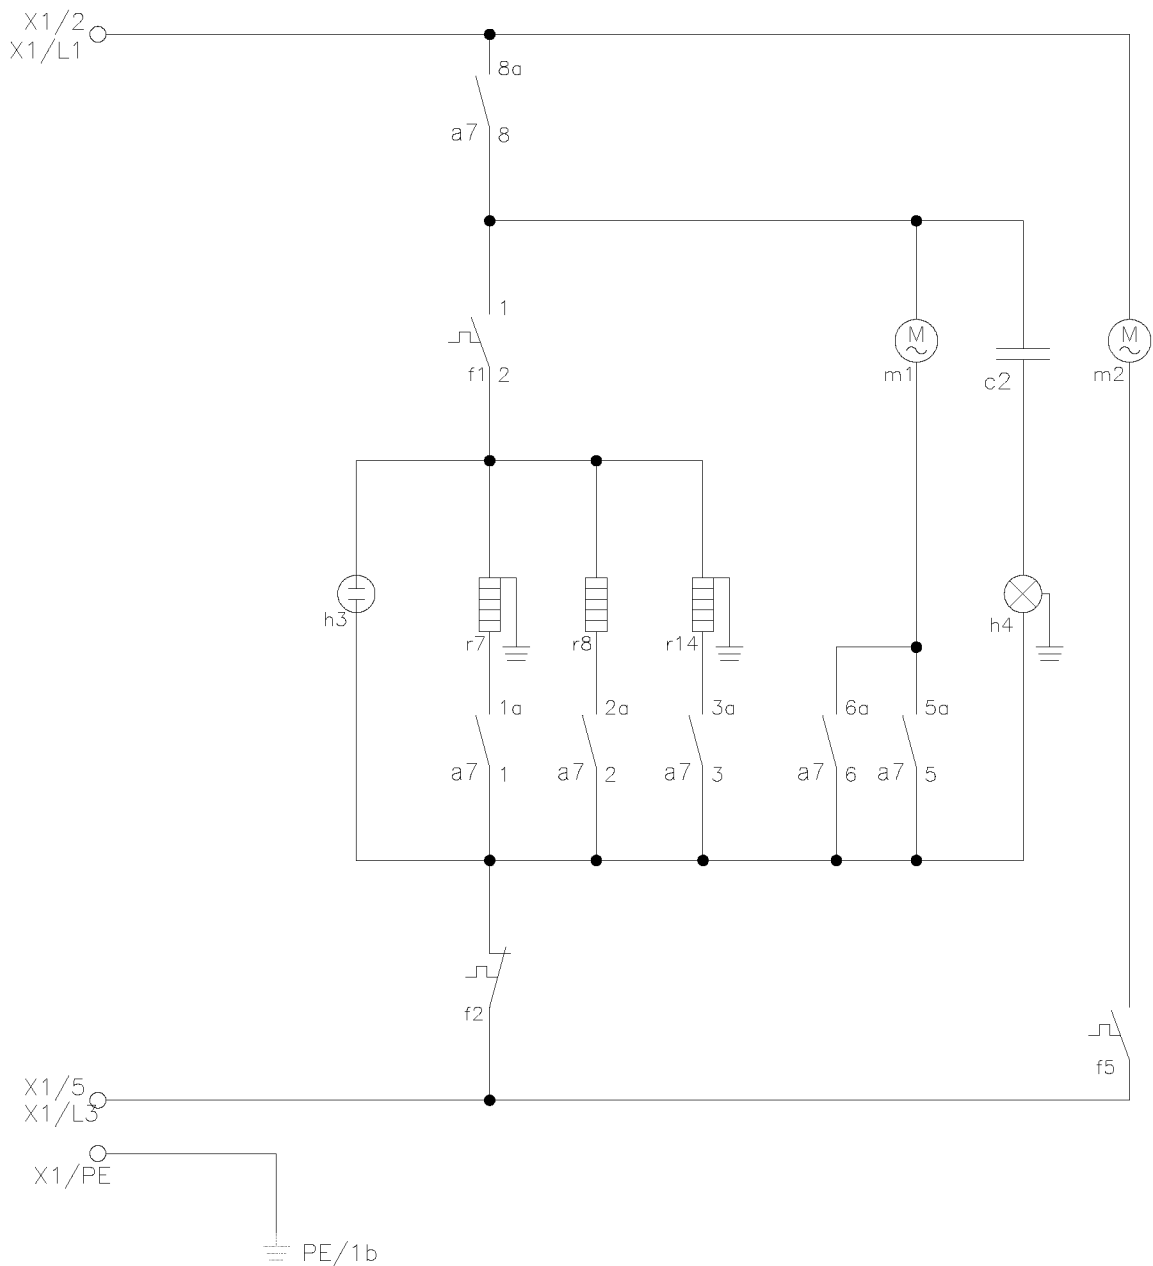 X1/2
X1/L1
8a
a7 8
1
f1 2
M
m1
c2
M
m2
h3
r7
r8
r14
h4
1a
2a
3a
6a
5a
a7 1
a7 2
a7 3
a7 6
a7 5
f2
f5
X1/5
X1/L3
X1/PE
PE/1b